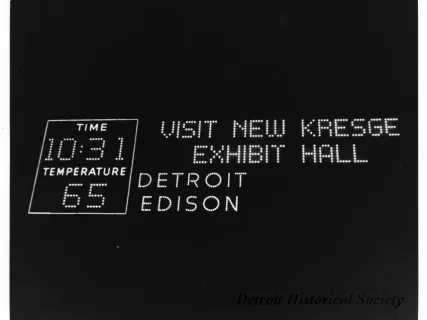 TIME
10:31
TEMPERATURE
65
VISIT NEW KRESGE
EXHIBIT HALL
DETROIT
EDISON
Detroit Historical Society